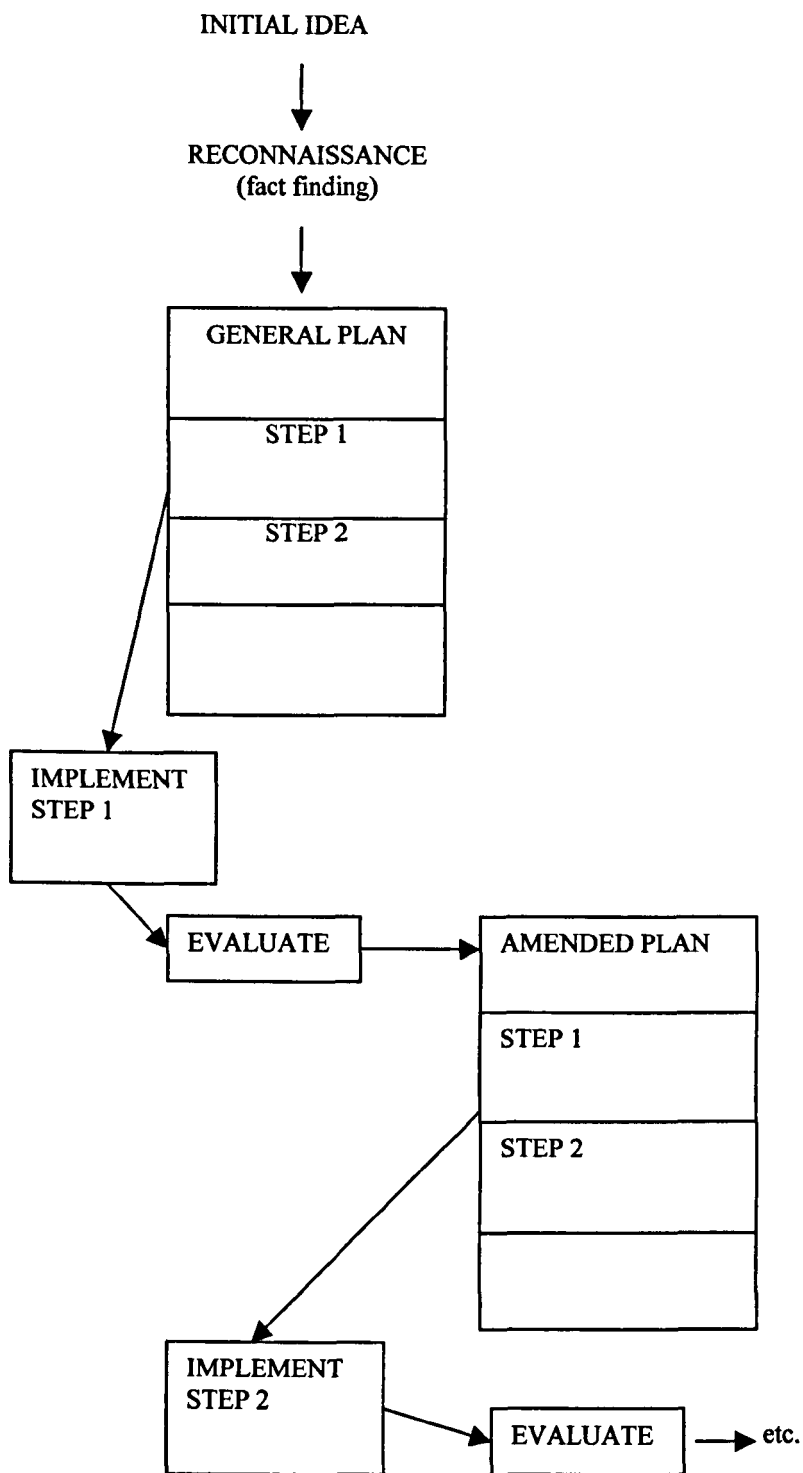 INITIAL IDEA
RECONNAISSANCE
(fact finding)
GENERAL PLAN
STEP 1
STEP 2
IMPLEMENT
STEP 1
EVALUATE
AMENDED PLAN
STEP 1
STEP 2
IMPLEMENT
STEP 2
EVALUATE
etc.